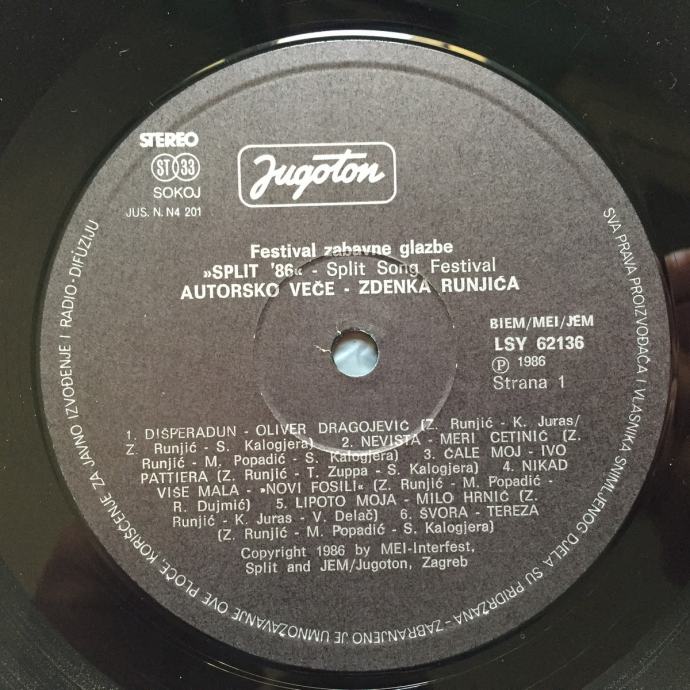 STEREO
ST 33
SOKOJ
JUS. N. N4 201
Jugoton
Festival zabavne glazbe
»SPLIT '86« - Split Song Festival
AUTORSKO VEČE - ZDENKA RUNJIĆA
BIEM/MEI/JEM
LSY 62136
Ⓟ 1986
Strana 1
1. DIŠPERADUN - OLIVER DRAGOJEVIĆ (Z. Runjić - K. Juras/
Z. Runjić - S. Kalogjera) 2. NEVISTA - MERI CETINIĆ (Z.
Runjić - M. Popadić - S. Kalogjera) 3. ĆALE MOJ - IVO
PATTIERA (Z. Runjić - T. Zuppa - S. Kalogjera) 4. NIKAD
VIŠE MALA - »NOVI FOSILI« (Z. Runjić - M. Popadić -
R. Dujmić) 5. LIPOTO MOJA - MILO HRNIĆ (Z.
Runjić - K. Juras - V. Delač) 6. ŠVORA - TEREZA
(Z. Runjić - M. Popadić - S. Kalogjera)
Copyright 1986 by MEI-Interfest,
Split and JEM/Jugoton, Zagreb
SVA PRAVA PROIZVOĐAČA I VLASNIKA SNIMLJENOG DJELA SU PRIDRŽANA - ZABRANJENO JE UMNOŽAVANJE OVE PLOČE, KORIŠĆENJE ZA JAVNO IZVOĐENJE I RADIO-DIFUZIJU